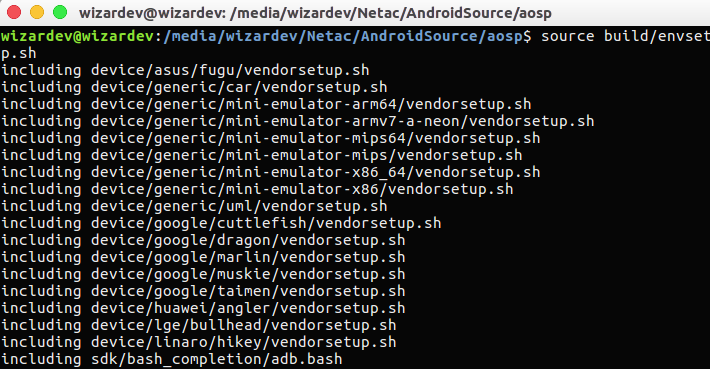 wizardev@wizardev: /media/wizardev/Netac/AndroidSource/aosp
wizardev@wizardev:/media/wizardev/Netac/AndroidSource/aosp$ source build/envset
p.sh
including device/asus/fugu/vendorsetup.sh
including device/generic/car/vendorsetup.sh
including device/generic/mini-emulator-arm64/vendorsetup.sh
including device/generic/mini-emulator-armv7-a-neon/vendorsetup.sh
including device/generic/mini-emulator-mips64/vendorsetup.sh
including device/generic/mini-emulator-mips/vendorsetup.sh
including device/generic/mini-emulator-x86_64/vendorsetup.sh
including device/generic/mini-emulator-x86/vendorsetup.sh
including device/generic/uml/vendorsetup.sh
including device/google/cuttlefish/vendorsetup.sh
including device/google/dragon/vendorsetup.sh
including device/google/marlin/vendorsetup.sh
including device/google/muskie/vendorsetup.sh
including device/google/taimen/vendorsetup.sh
including device/huawei/angler/vendorsetup.sh
including device/lge/bullhead/vendorsetup.sh
including device/linaro/hikey/vendorsetup.sh
including sdk/bash_completion/adb.bash